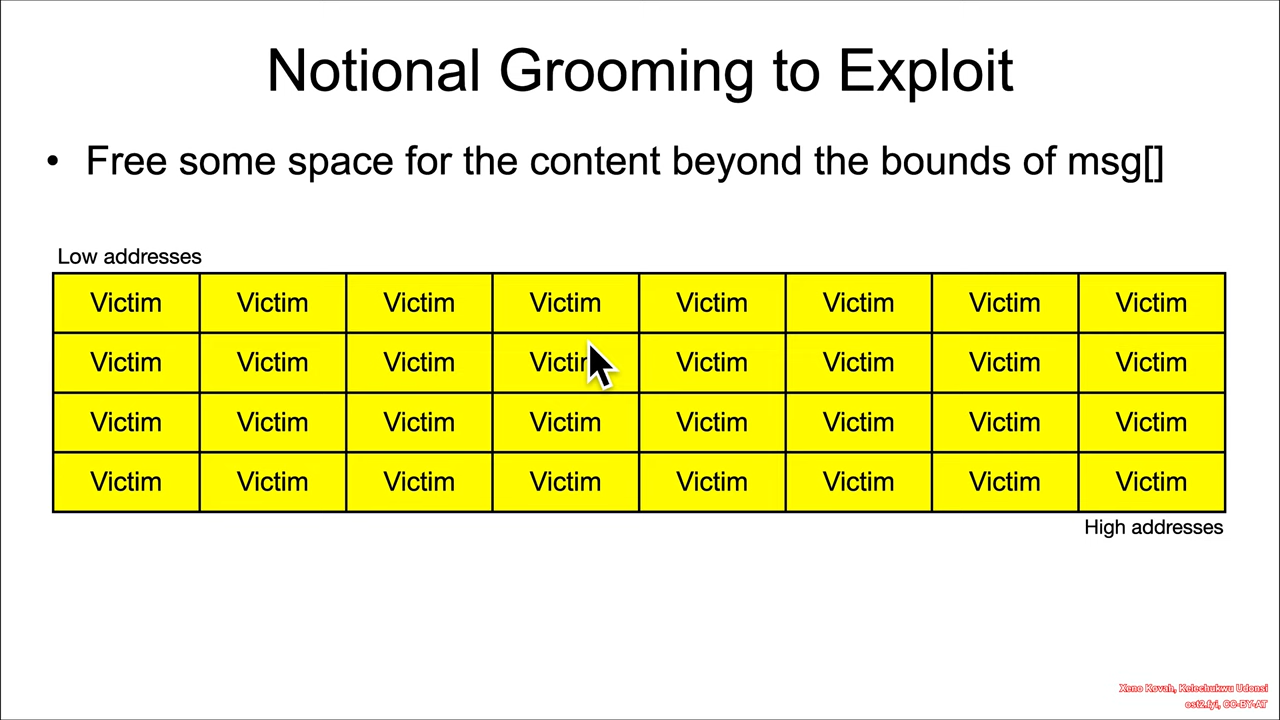 Notional Grooming to Exploit
• Free some space for the content beyond the bounds of msg[]
Low addresses
Victim Victim Victim Victim Victim Victim Victim Victim
Victim Victim Victim Victim Victim Victim Victim Victim
Victim Victim Victim Victim Victim Victim Victim Victim
Victim Victim Victim Victim Victim Victim Victim Victim
High addresses
Xeno Kovah, Kelechukwu Udonsi
ost2.fyi, CC-BY-AT